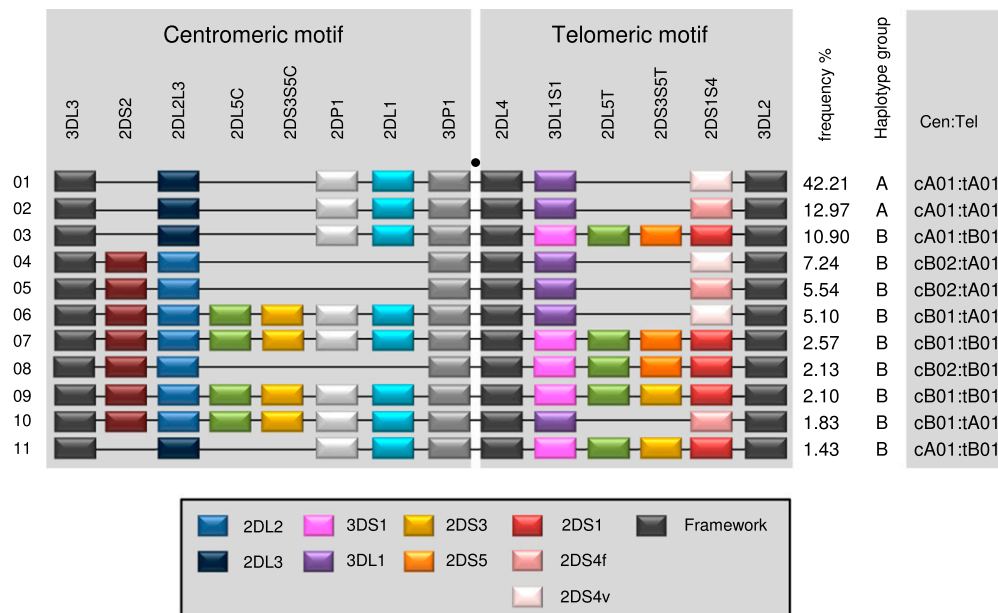 Centromeric motif Telomeric motif
3DL3 2DS2 2DL2L3 2DL5C 2DS3S5C 2DP1 2DL1 3DP1 2DL4 3DL1S1 2DL5T 2DS3S5T 2DS1S4 3DL2 frequency % Haplotype group Cen:Tel
01 42.21 A cA01:tA01
02 12.97 A cA01:tA01
03 10.90 B cA01:tB01
04 7.24 B cB02:tA01
05 5.54 B cB02:tA01
06 5.10 B cB01:tA01
07 2.57 B cB01:tB01
08 2.13 B cB02:tB01
09 2.10 B cB01:tB01
10 1.83 B cB01:tA01
11 1.43 B cA01:tB01
2DL2 3DS1 2DS3 2DS1 Framework
2DL3 3DL1 2DS5 2DS4f
2DS4v